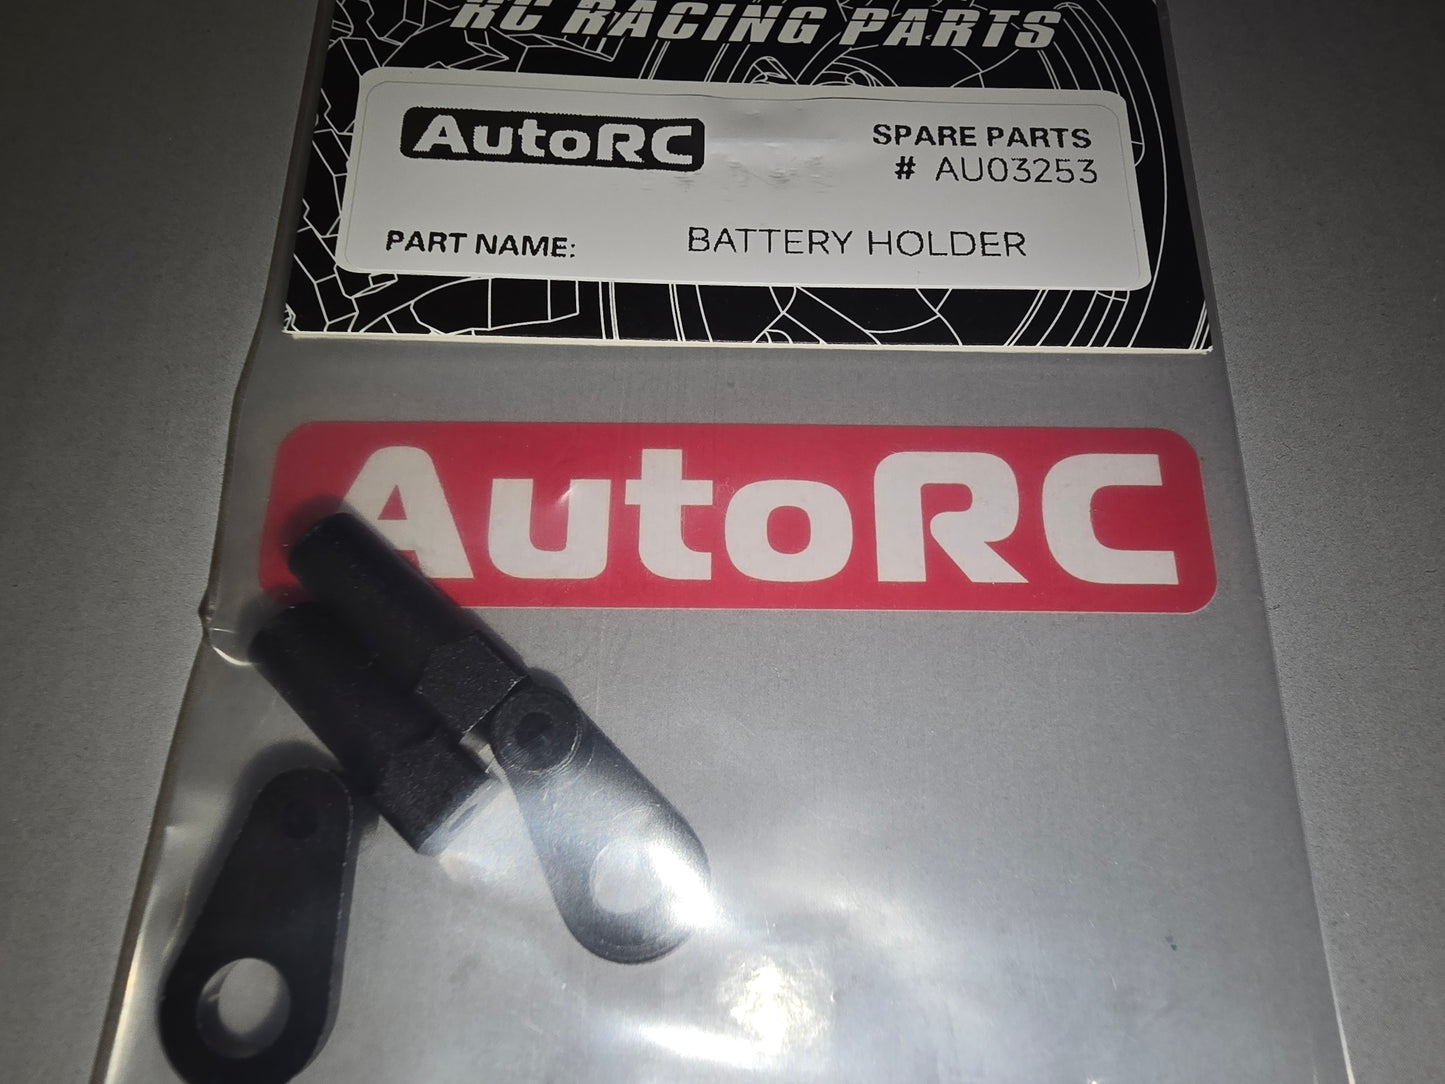 RC RACING PARTS
AutoRC
SPARE PARTS
# AU03253
PART NAME: BATTERY HOLDER
AutoRC